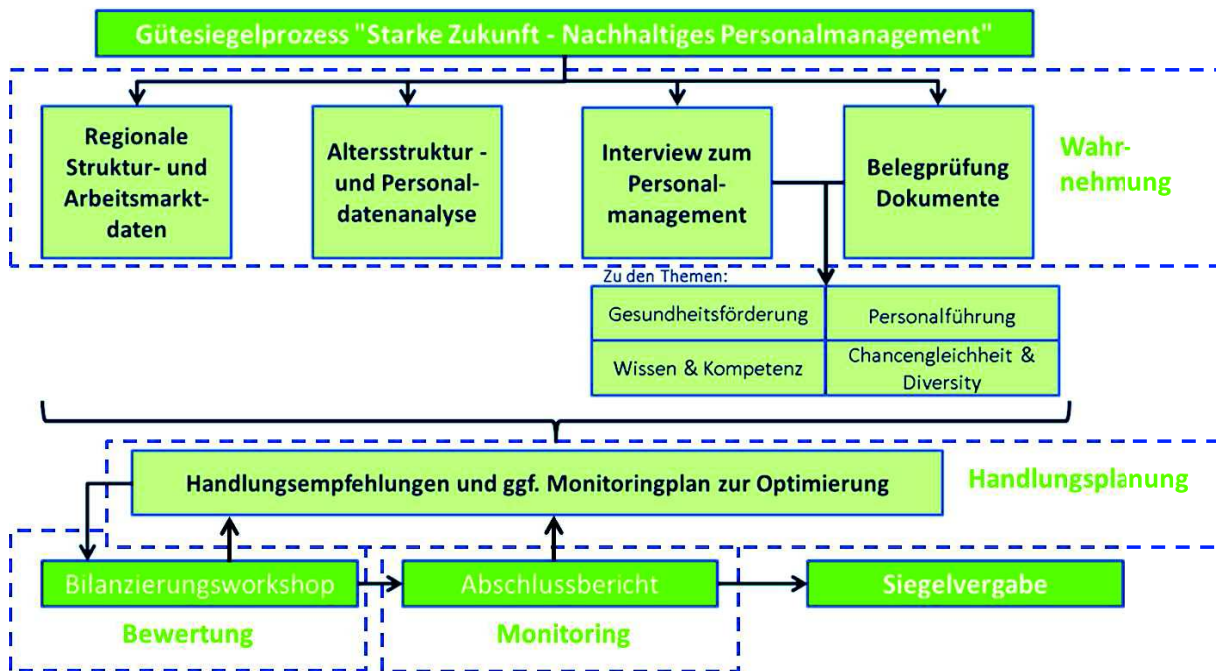 Gütesiegelprozess "Starke Zukunft - Nachhaltiges Personalmanagement"
Regionale
Struktur- und
Arbeitsmarkt-
daten
Altersstruktur -
und Personal-
datenanalyse
Interview zum
Personal-
management
Belegprüfung
Dokumente
Wahr-
nehmung
Zu den Themen:
Gesundheitsförderung
Personalführung
Wissen & Kompetenz
Chancengleichheit &
Diversity
Handlungsempfehlungen und ggf. Monitoringplan zur Optimierung
Handlungsplanung
Bilanzierungsworkshop
Abschlussbericht
Siegelvergabe
Bewertung
Monitoring